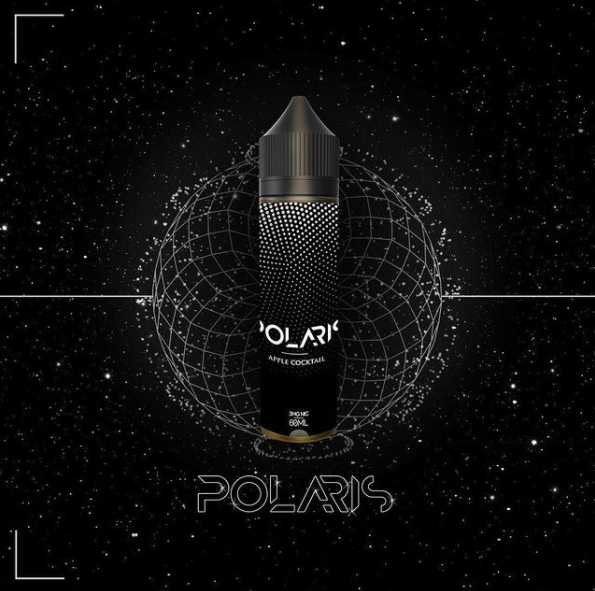 POLARIS
APPLE COCKTAIL
3MG NIC
60ML
POLARIS